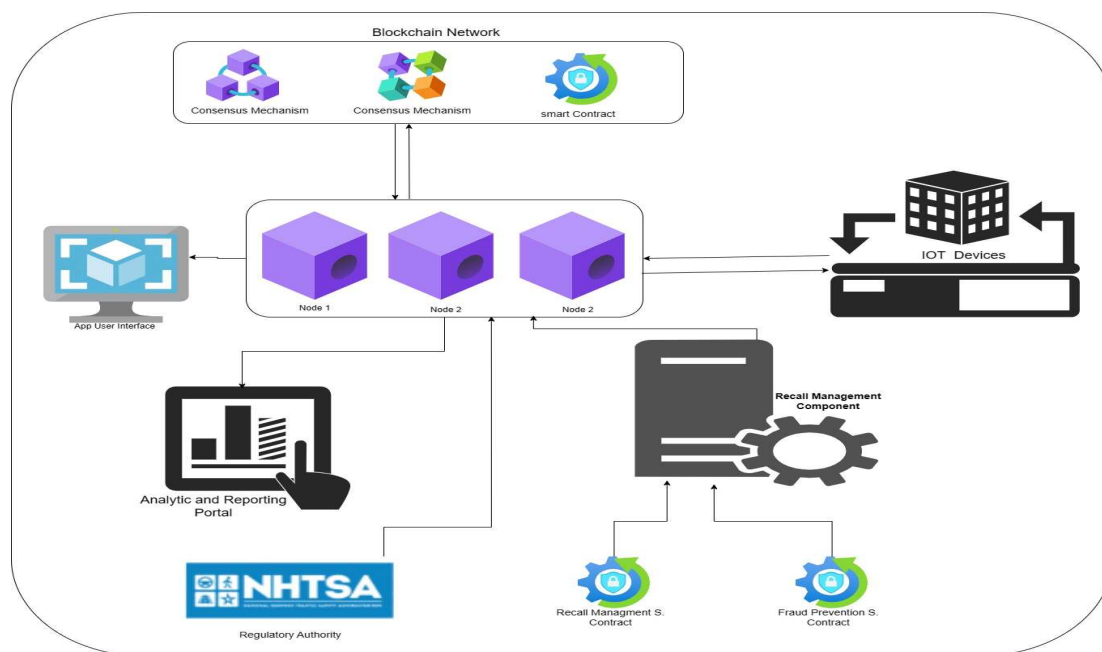 Blockchain Network
Consensus Mechanism
Consensus Mechanism
smart Contract
IOT Devices
Node 1
Node 2
Node 2
App User Interface
Recall Management
Component
Analytic and Reporting
Portal
NHTSA
Regulatory Authority
Recall Managment S.
Contract
Fraud Prevention S.
Contract